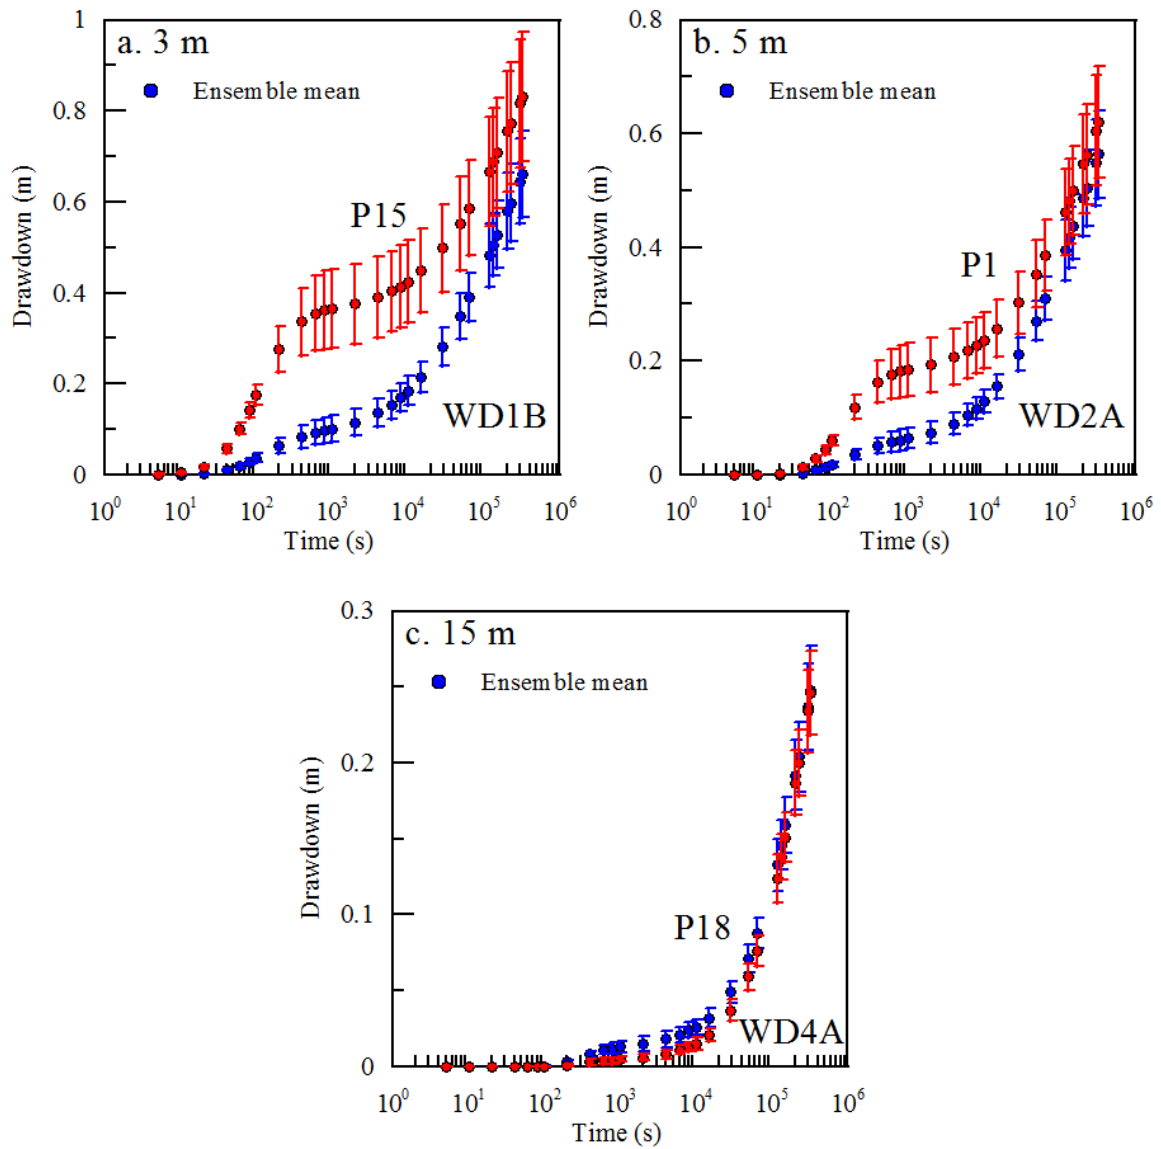 a. 3 m
Ensemble mean
P15
WD1B
Drawdown (m)
1
0.8
0.6
0.4
0.2
0
10⁰ 10¹ 10² 10³ 10⁴ 10⁵ 10⁶
Time (s)
b. 5 m
Ensemble mean
P1
WD2A
Drawdown (m)
0.8
0.6
0.4
0.2
0
10⁰ 10¹ 10² 10³ 10⁴ 10⁵ 10⁶
Time (s)
c. 15 m
Ensemble mean
P18
WD4A
Drawdown (m)
0.3
0.2
0.1
0
10⁰ 10¹ 10² 10³ 10⁴ 10⁵ 10⁶
Time (s)